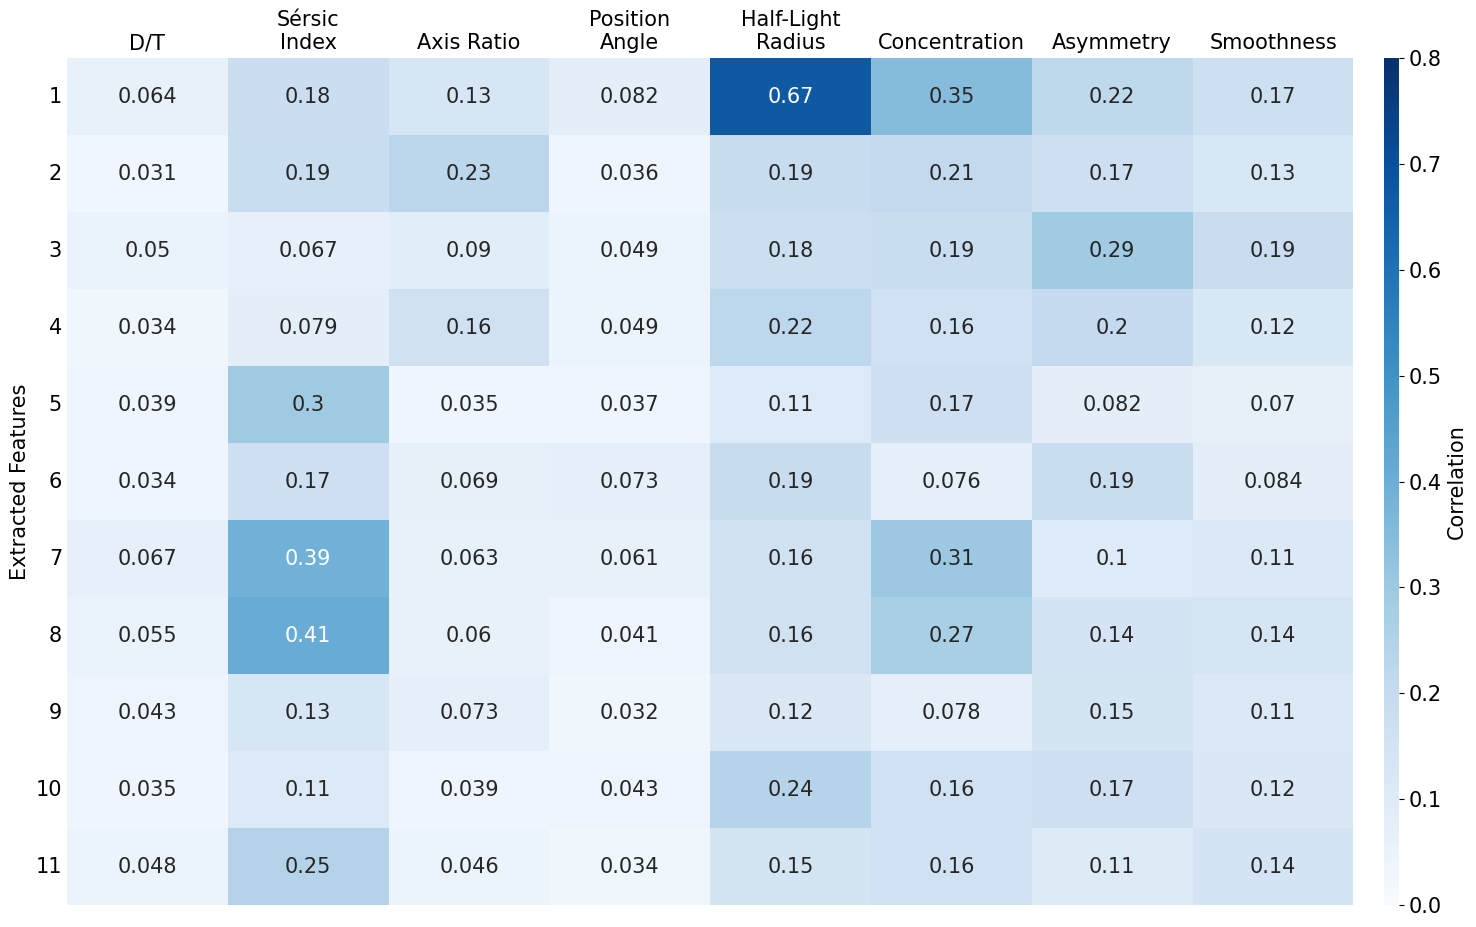 Sérsic Position Half-Light
D/T Index Axis Ratio Angle Radius Concentration Asymmetry Smoothness
1 0.064 0.18 0.13 0.082 0.67 0.35 0.22 0.17
2 0.031 0.19 0.23 0.036 0.19 0.21 0.17 0.13
3 0.05 0.067 0.09 0.049 0.18 0.19 0.29 0.19
4 0.034 0.079 0.16 0.049 0.22 0.16 0.2 0.12
5 0.039 0.3 0.035 0.037 0.11 0.17 0.082 0.07
6 0.034 0.17 0.069 0.073 0.19 0.076 0.19 0.084
7 0.067 0.39 0.063 0.061 0.16 0.31 0.1 0.11
8 0.055 0.41 0.06 0.041 0.16 0.27 0.14 0.14
9 0.043 0.13 0.073 0.032 0.12 0.078 0.15 0.11
10 0.035 0.11 0.039 0.043 0.24 0.16 0.17 0.12
11 0.048 0.25 0.046 0.034 0.15 0.16 0.11 0.14
Extracted Features
0.8
0.7
0.6
0.5
0.4
0.3
0.2
0.1
0.0
Correlation